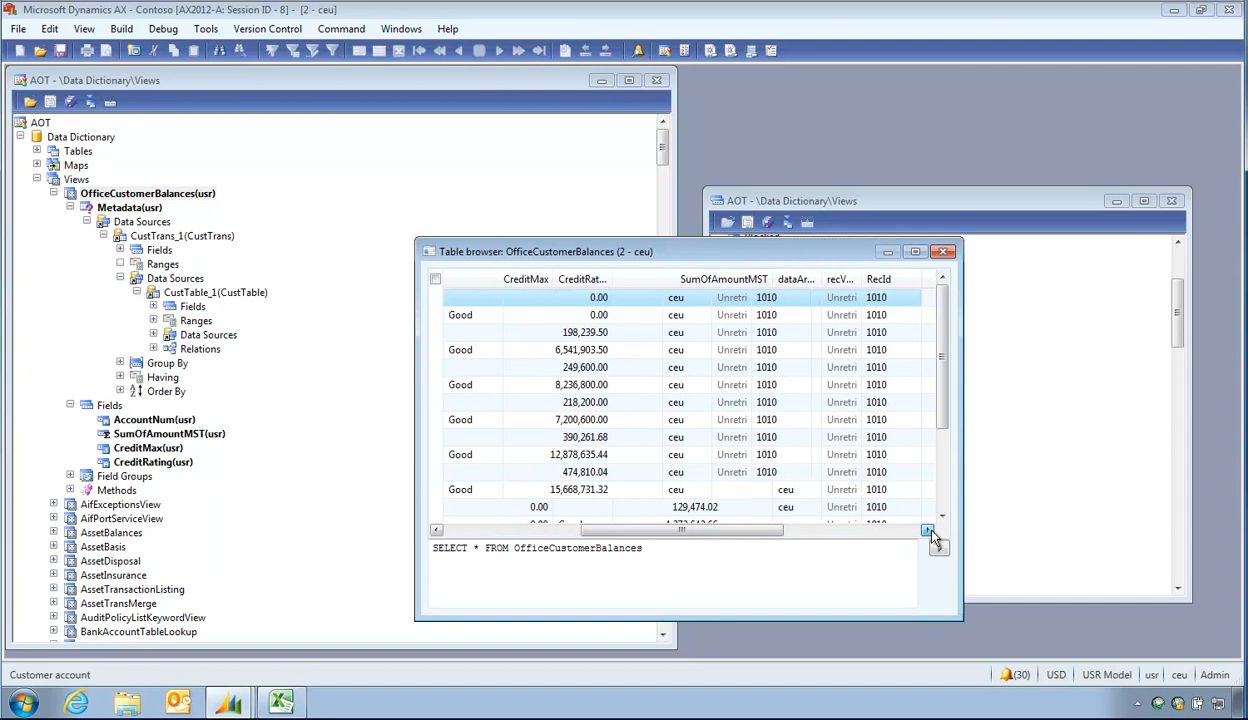 Microsoft Dynamics AX - Contoso [AX2012-A: Session ID - 8] - [2 - ceu]
File Edit View Build Debug Tools Version Control Command Windows Help
AOT - \Data Dictionary\Views
AOT
Data Dictionary
Tables
Maps
Views
OfficeCustomerBalances(usr)
Metadata(usr)
Data Sources
CustTrans_1(CustTrans)
Fields
Ranges
Data Sources
CustTable_1(CustTable)
Fields
Ranges
Data Sources
Relations
Group By
Having
Order By
Fields
AccountNum(usr)
SumOfAmountMST(usr)
CreditMax(usr)
CreditRating(usr)
Field Groups
Methods
AifExceptionsView
AifPortServiceView
AssetBalances
AssetBasis
AssetDisposal
AssetInsurance
AssetTransactionListing
AssetTransMerge
AuditPolicyListKeywordView
BankAccountTableLookup
AOT - \Data Dictionary\Views
Table browser: OfficeCustomerBalances (2 - ceu)
CreditMax CreditRat... SumOfAmountMST dataAr... recV... RecId
0.00 ceu Unretri 1010 Unretri 1010
Good 0.00 ceu Unretri 1010 Unretri 1010
198,239.50 ceu Unretri 1010 Unretri 1010
Good 6,541,903.50 ceu Unretri 1010 Unretri 1010
249,600.00 ceu Unretri 1010 Unretri 1010
Good 8,236,800.00 ceu Unretri 1010 Unretri 1010
218,200.00 ceu Unretri 1010 Unretri 1010
Good 7,200,600.00 ceu Unretri 1010 Unretri 1010
390,261.68 ceu Unretri 1010 Unretri 1010
Good 12,878,635.44 ceu Unretri 1010 Unretri 1010
474,810.04 ceu Unretri 1010 Unretri 1010
Good 15,668,731.32 ceu ceu Unretri 1010
0.00 129,474.02 ceu Unretri 1010
SELECT * FROM OfficeCustomerBalances
Customer account (30) USD USR Model usr ceu Admin